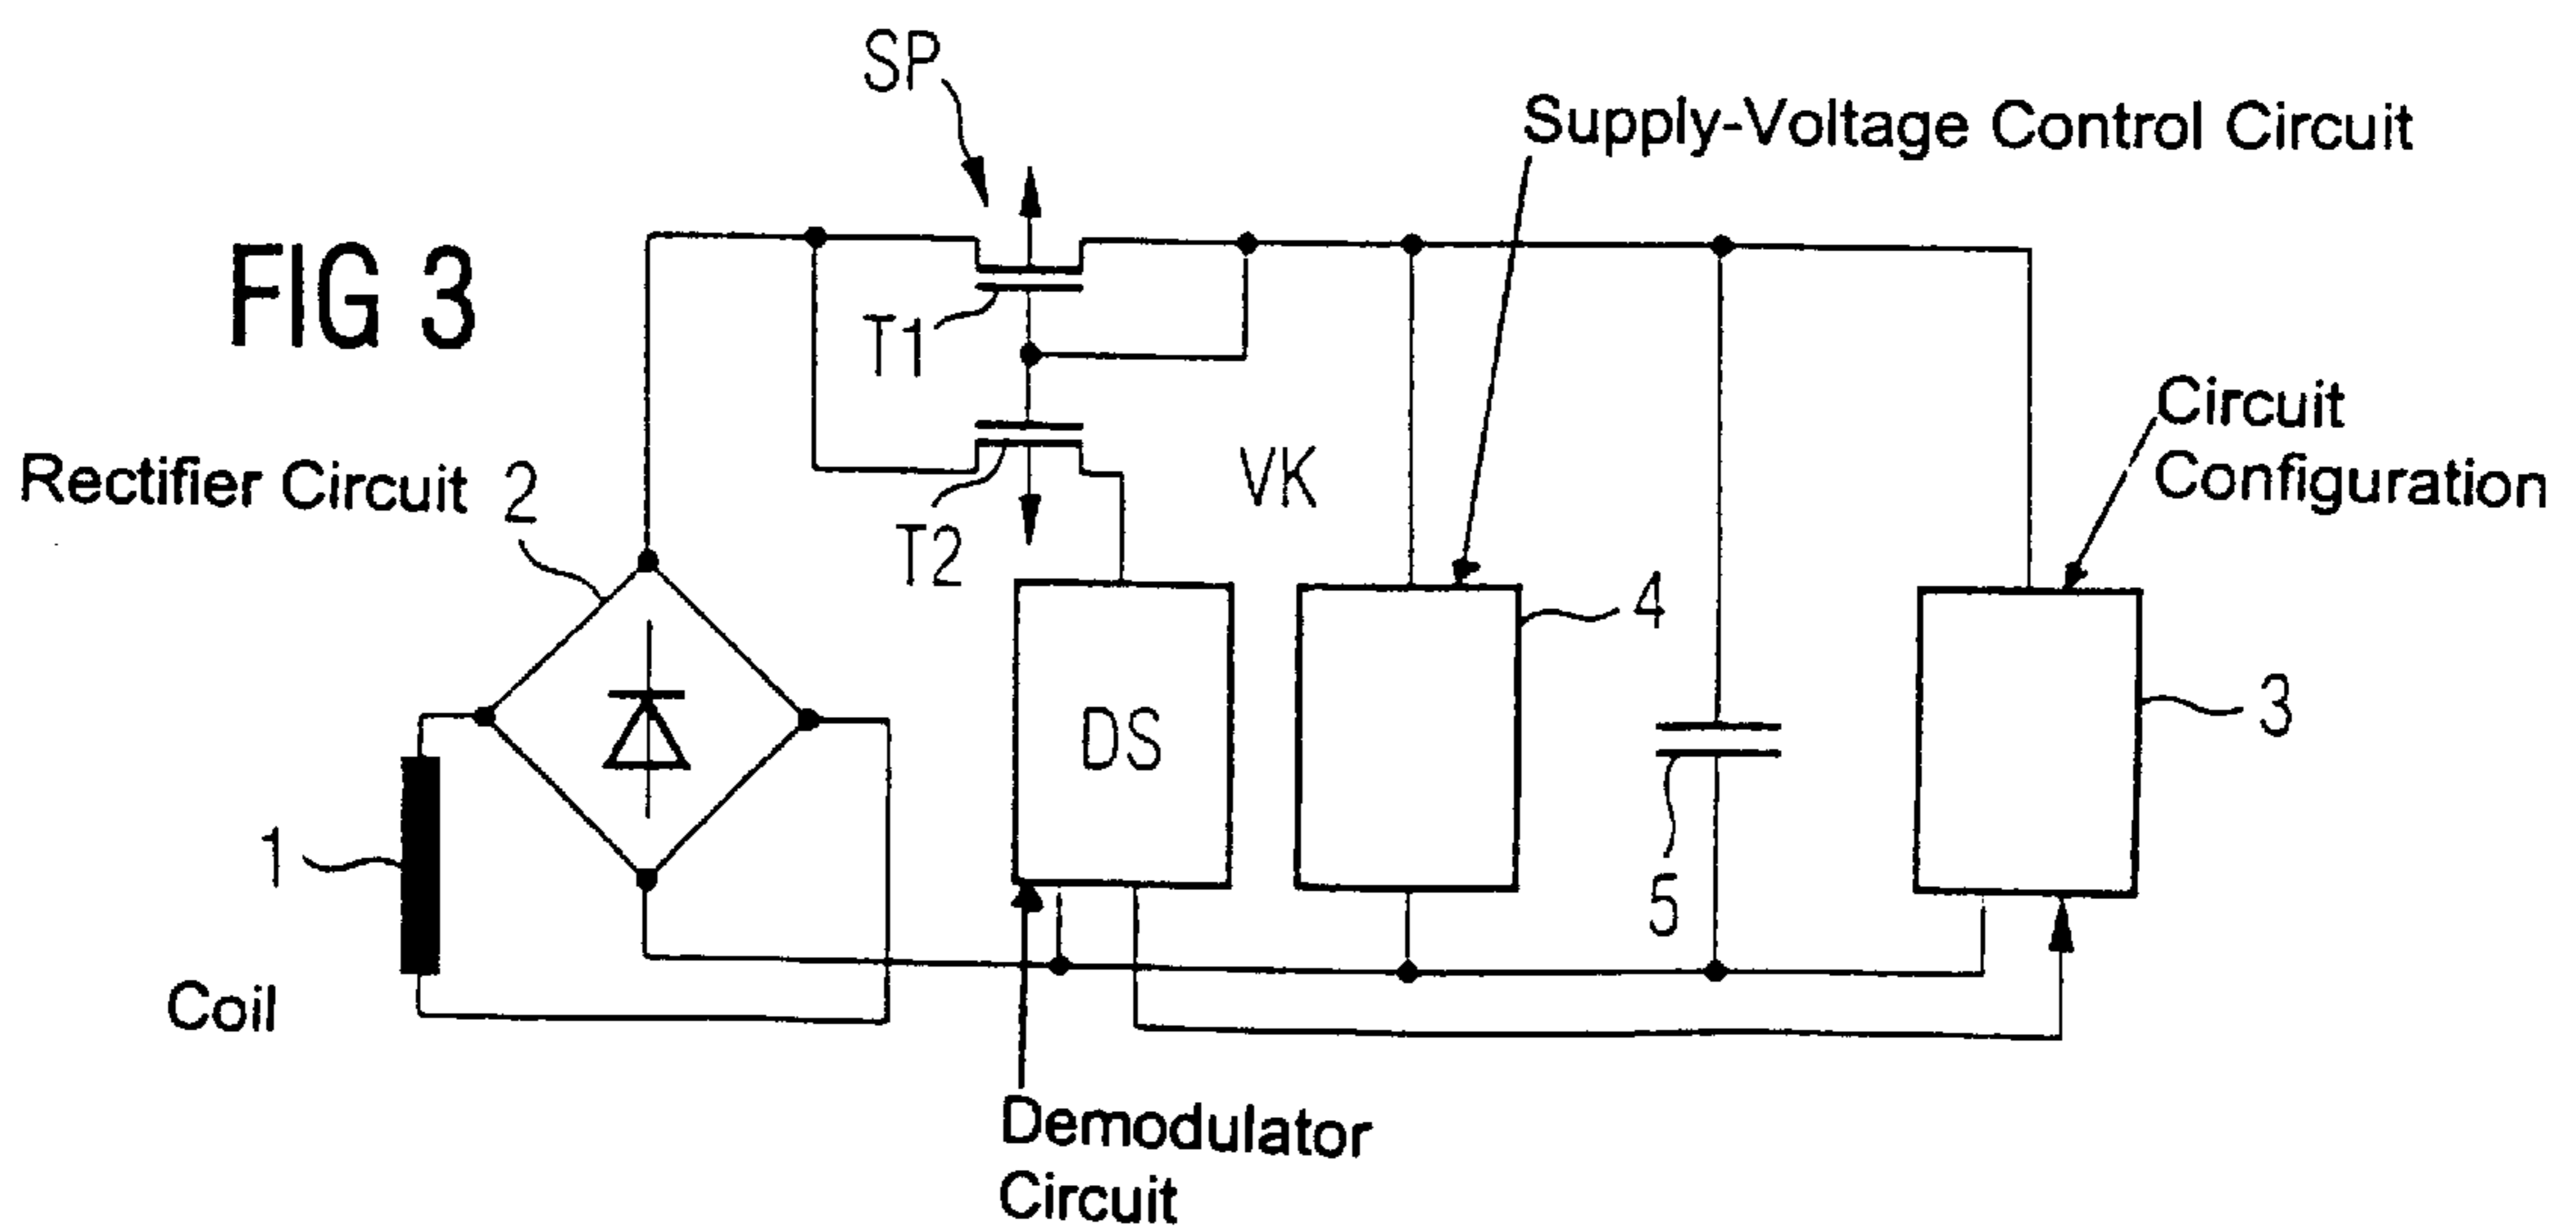 SP
Supply-Voltage Control Circuit
FIG 3
T1
Circuit
Configuration
Rectifier Circuit 2
VK
T2
4
DS
3
1
5
Coil
Demodulator
Circuit